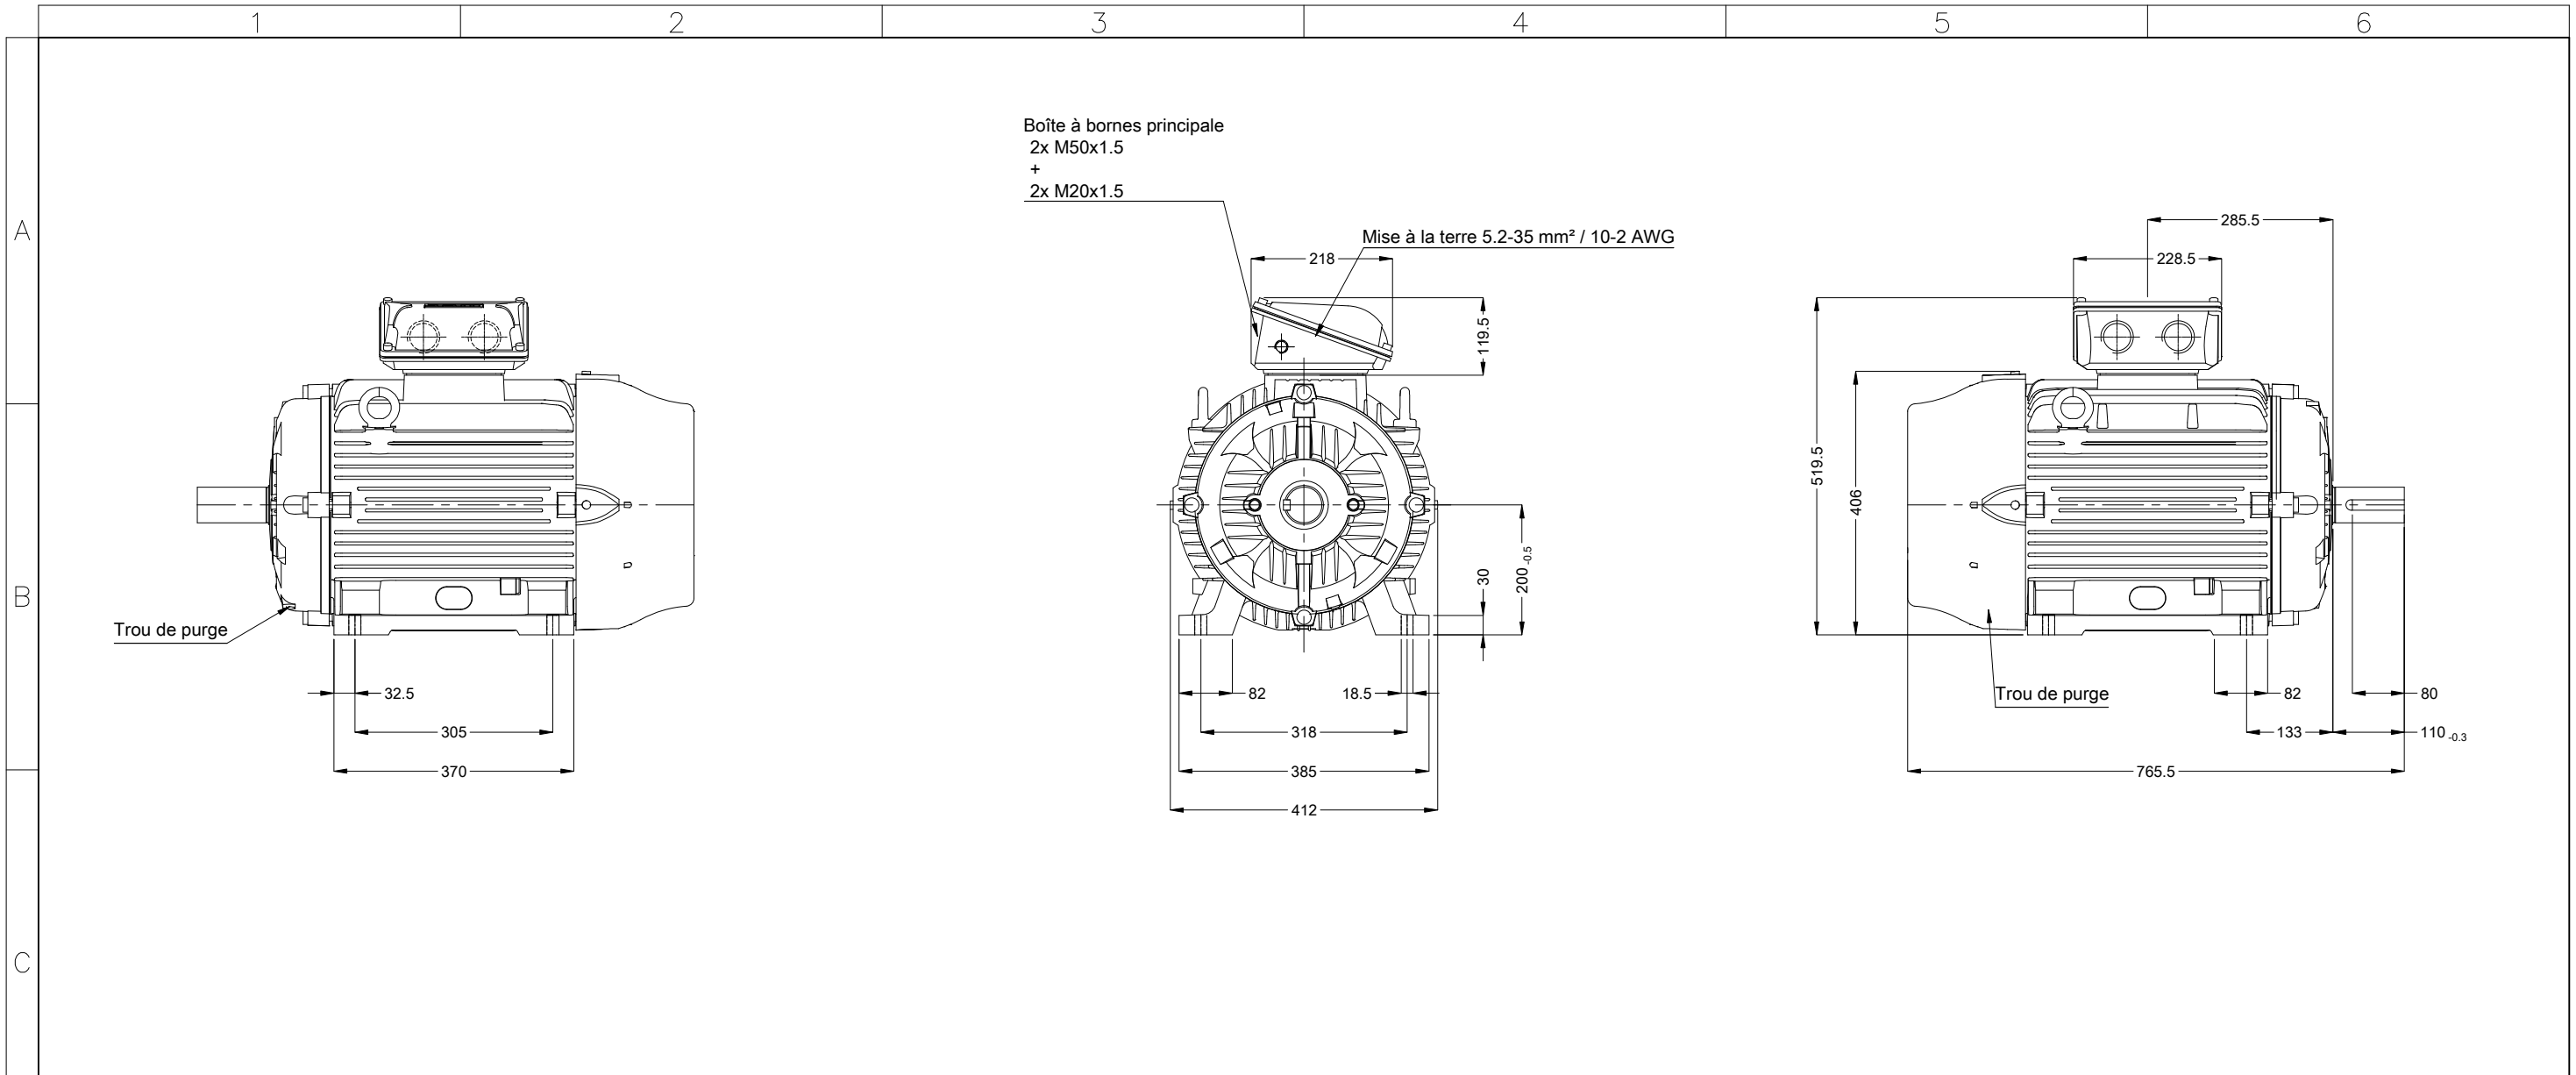 1 2 3 4 5 6
A
B
C
Boîte à bornes principale
2x M50x1.5
+
2x M20x1.5
Mise à la terre 5.2-35 mm² / 10-2 AWG
218
119.5
285.5
228.5
519.5
406
200 -0.5
30
Trou de purge
32.5
305
370
82
18.5
318
385
412
Trou de purge
82
80
133
110 -0.3
765.5